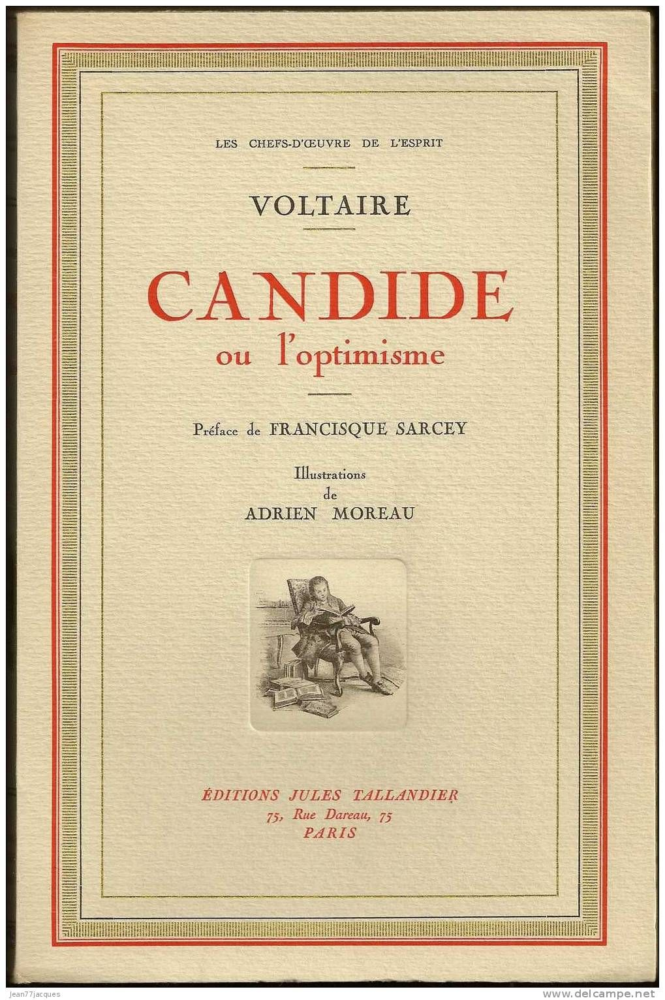 LES CHEFS-D'ŒUVRE DE L'ESPRIT
VOLTAIRE
CANDIDE
ou l'optimisme
Préface de FRANCISQUE SARCEY
Illustrations
de
ADRIEN MOREAU
ÉDITIONS JULES TALLANDIER
75, Rue Dareau, 75
PARIS
jean77jacques
www.delcampe.net